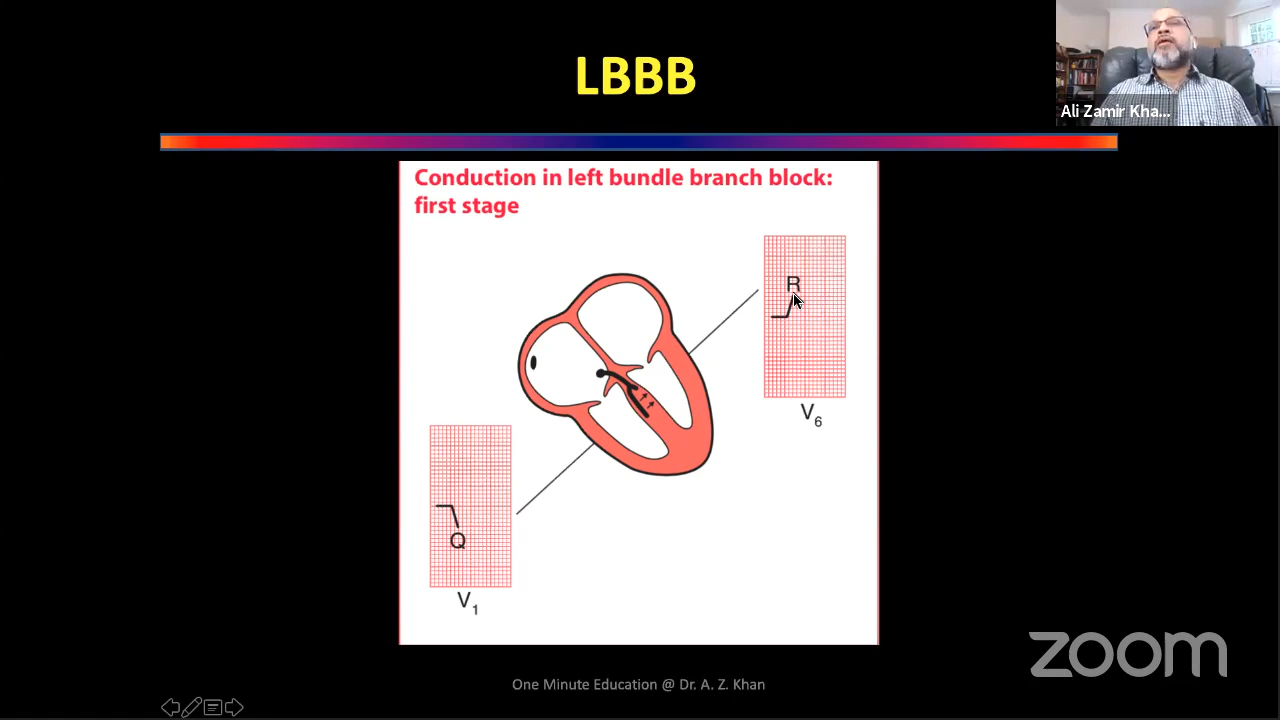 LBBB
Ali Zamir Kha...
Conduction in left bundle branch block:
first stage
R
V6
Q
V1
One Minute Education @ Dr. A. Z. Khan
zoom